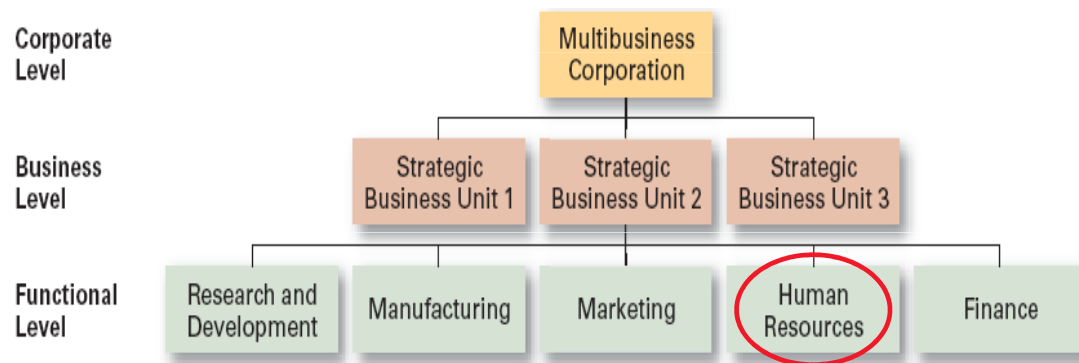 Corporate
Level
Multibusiness
Corporation
Business
Level
Strategic
Business Unit 1
Strategic
Business Unit 2
Strategic
Business Unit 3
Functional
Level
Research and
Development
Manufacturing
Marketing
Human
Resources
Finance